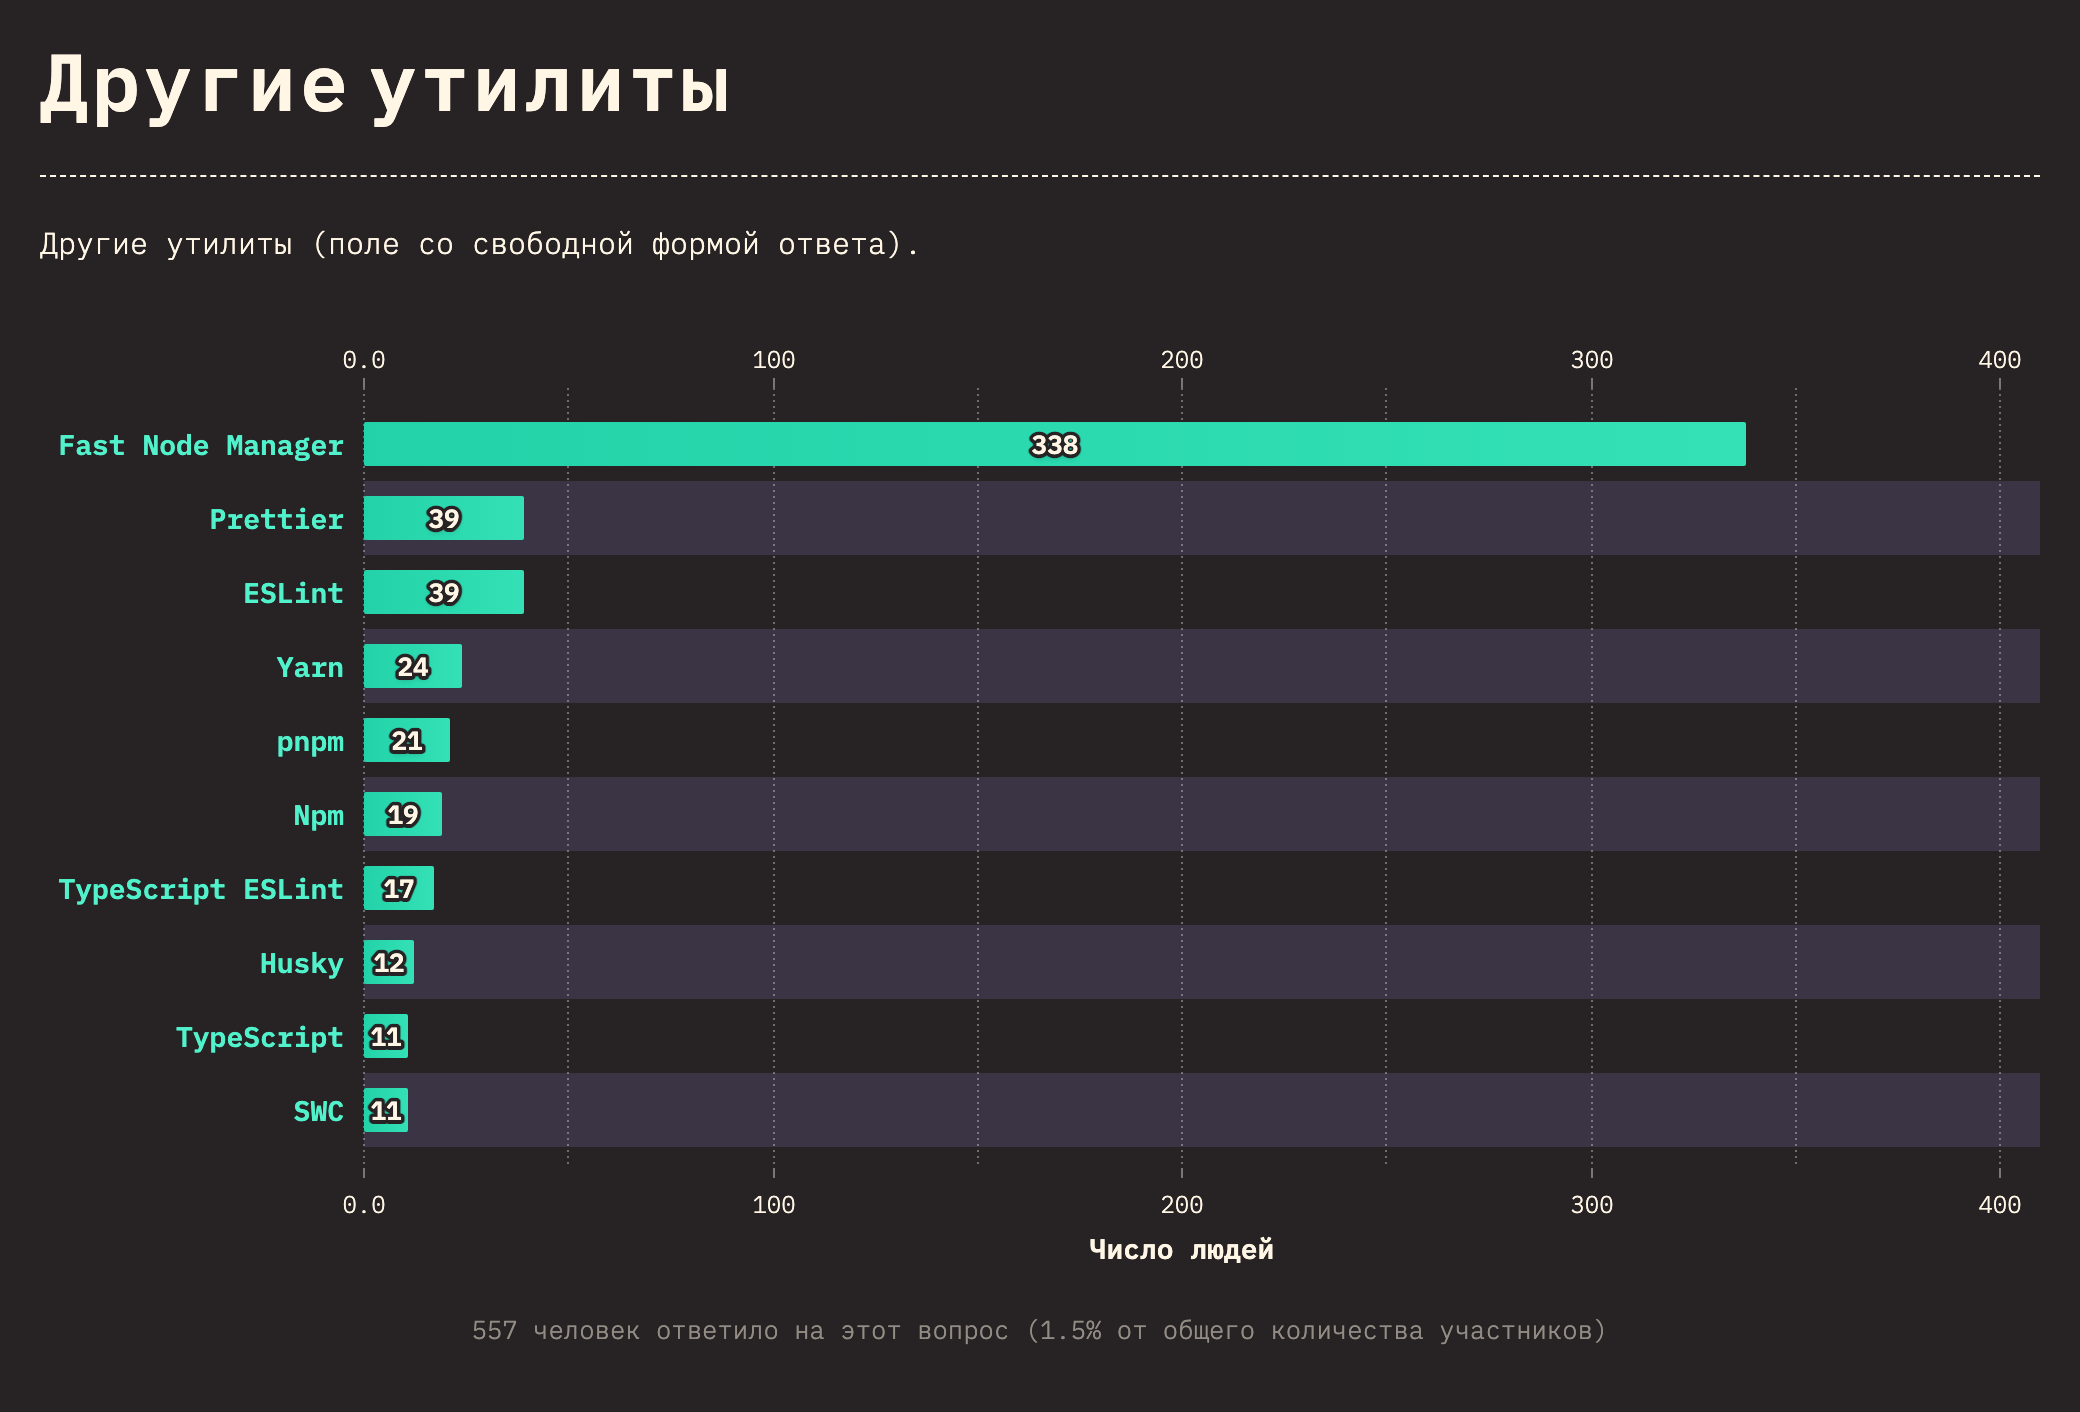 Другие утилиты
Другие утилиты (поле со свободной формой ответа).
0.0 100 200 300 400
Fast Node Manager 338
Prettier 39
ESLint 39
Yarn 24
pnpm 21
Npm 19
TypeScript ESLint 17
Husky 12
TypeScript 11
SWC 11
0.0 100 200 300 400
Число людей
557 человек ответило на этот вопрос (1.5% от общего количества участников)